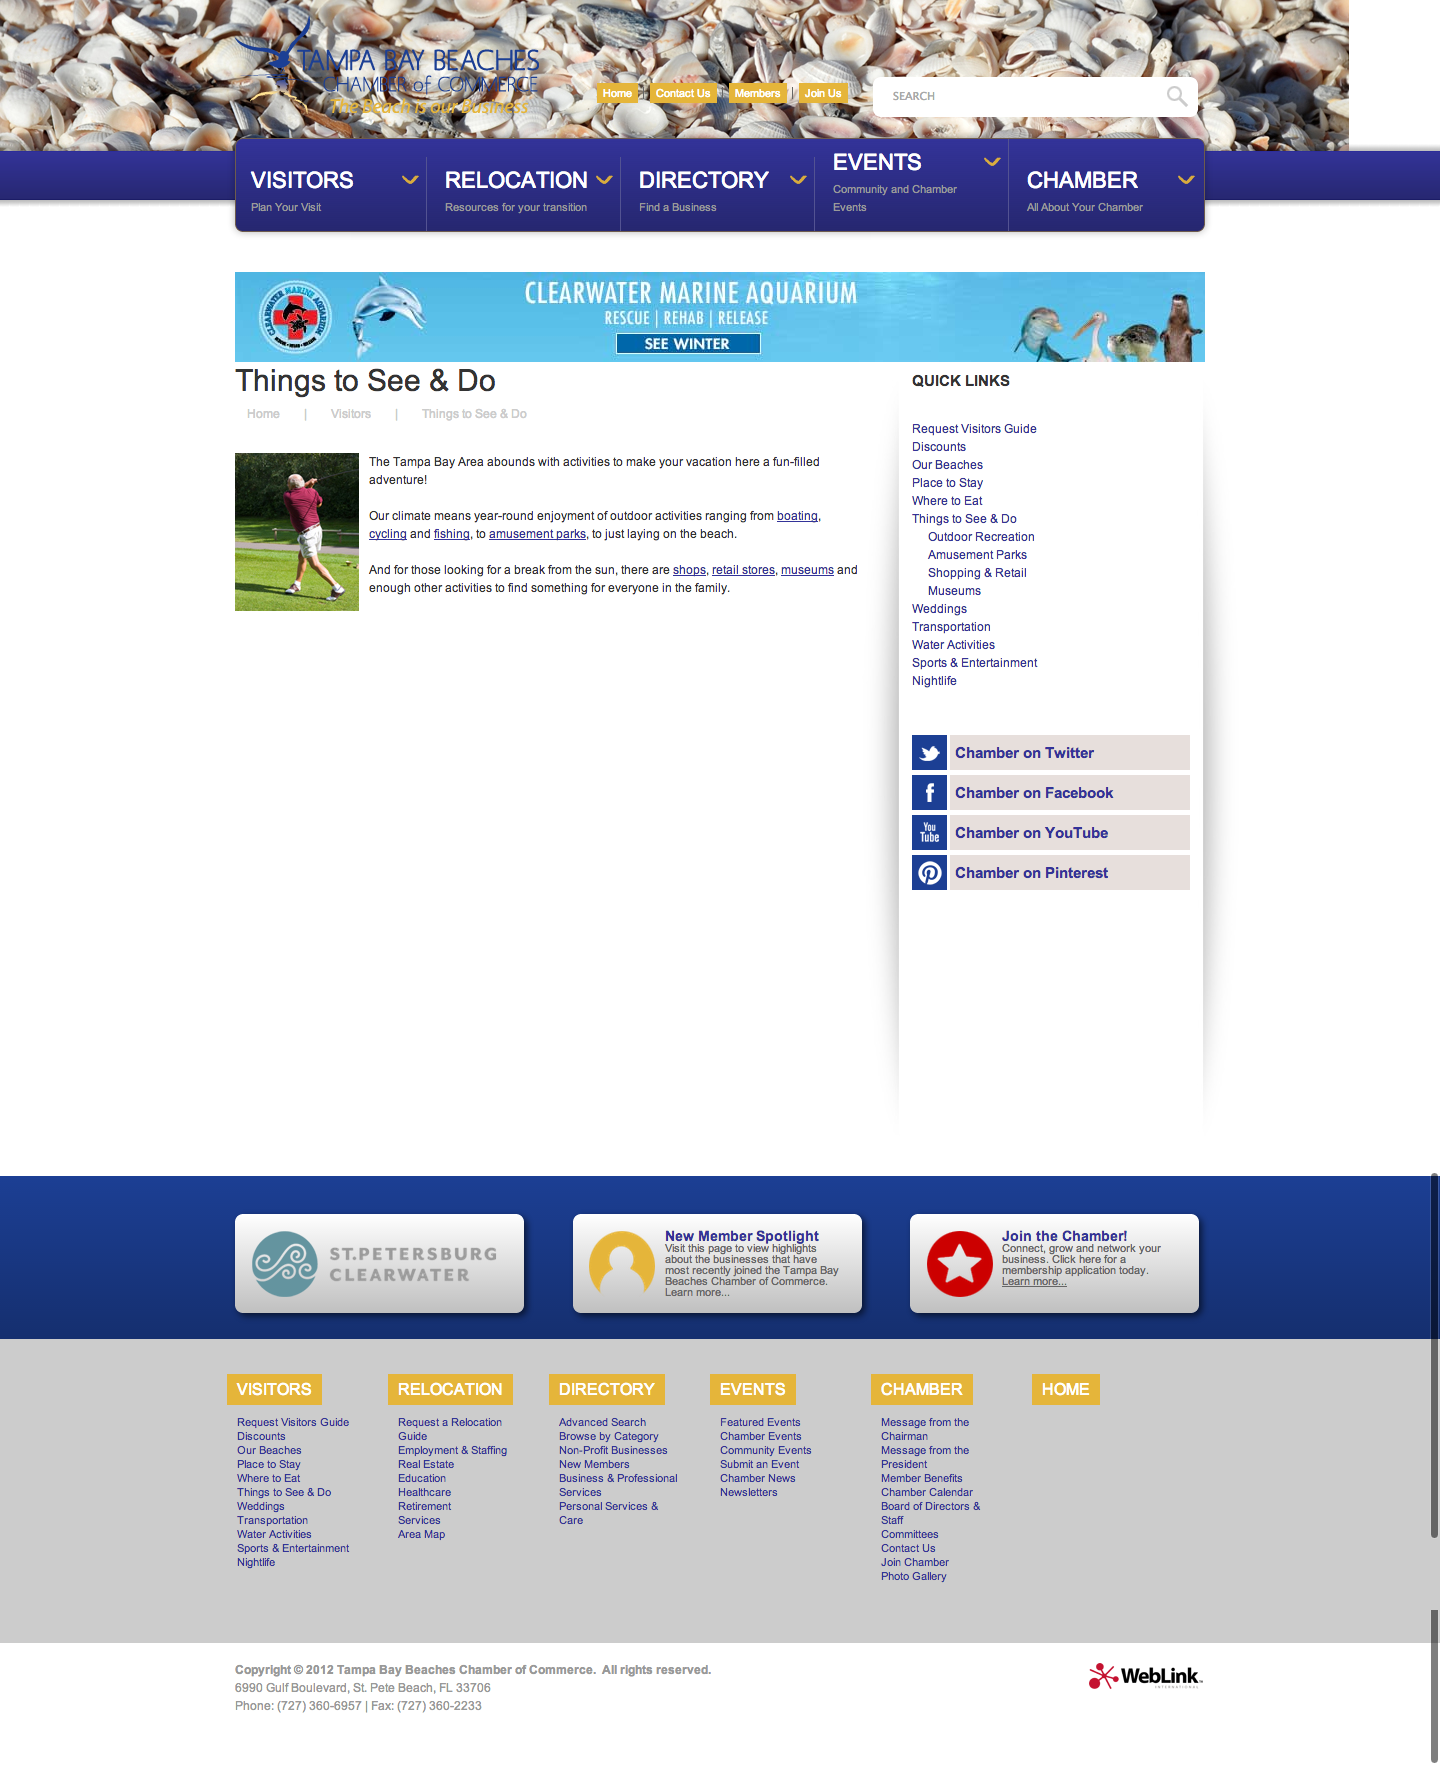 TAMPA BAY BEACHES
CHAMBER of COMMERCE
The Beach is our Business
Home | Contact Us Members | Join Us
SEARCH
VISITORS
Plan Your Visit
RELOCATION
Resources for your transition
DIRECTORY
Find a Business
EVENTS
Community and Chamber
Events
CHAMBER
All About Your Chamber
CLEARWATER MARINE AQUARIUM
CLEARWATER MARINE AQUARIUM
RESCUE | REHAB | RELEASE
SEE WINTER
Things to See & Do
Home | Visitors | Things to See & Do
The Tampa Bay Area abounds with activities to make your vacation here a fun-filled
adventure!
Our climate means year-round enjoyment of outdoor activities ranging from boating,
cycling and fishing, to amusement parks, to just laying on the beach.
And for those looking for a break from the sun, there are shops, retail stores, museums and
enough other activities to find something for everyone in the family.
QUICK LINKS
Request Visitors Guide
Discounts
Our Beaches
Place to Stay
Where to Eat
Things to See & Do
Outdoor Recreation
Amusement Parks
Shopping & Retail
Museums
Weddings
Transportation
Water Activities
Sports & Entertainment
Nightlife
Chamber on Twitter
f Chamber on Facebook
You Tube Chamber on YouTube
Chamber on Pinterest
ST.PETERSBURG
CLEARWATER
New Member Spotlight
Visit this page to view highlights
about the businesses that have
most recently joined the Tampa Bay
Beaches Chamber of Commerce.
Learn more...
Join the Chamber!
Connect, grow and network your
business. Click here for a
membership application today.
Learn more...
VISITORS
Request Visitors Guide
Discounts
Our Beaches
Place to Stay
Where to Eat
Things to See & Do
Weddings
Transportation
Water Activities
Sports & Entertainment
Nightlife
RELOCATION
Request a Relocation
Guide
Employment & Staffing
Real Estate
Education
Healthcare
Retirement
Services
Area Map
DIRECTORY
Advanced Search
Browse by Category
Non-Profit Businesses
New Members
Business & Professional
Services
Personal Services &
Care
EVENTS
Featured Events
Chamber Events
Community Events
Submit an Event
Chamber News
Newsletters
CHAMBER
Message from the
Chairman
Message from the
President
Member Benefits
Chamber Calendar
Board of Directors &
Staff
Committees
Contact Us
Join Chamber
Photo Gallery
HOME
Copyright © 2012 Tampa Bay Beaches Chamber of Commerce. All rights reserved.
6990 Gulf Boulevard, St. Pete Beach, FL 33706
Phone: (727) 360-6957 | Fax: (727) 360-2233
WebLink
INTERNATIONAL